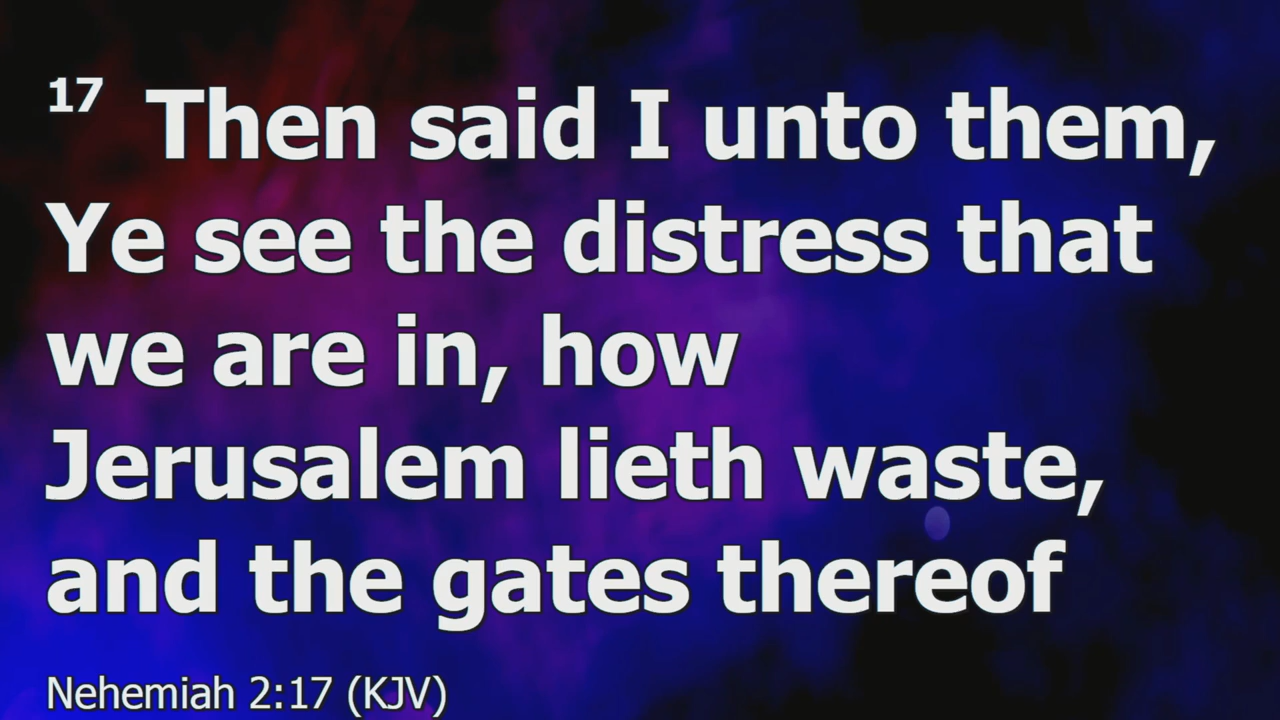 17 Then said I unto them,
Ye see the distress that
we are in, how
Jerusalem lieth waste,
and the gates thereof
Nehemiah 2:17 (KJV)